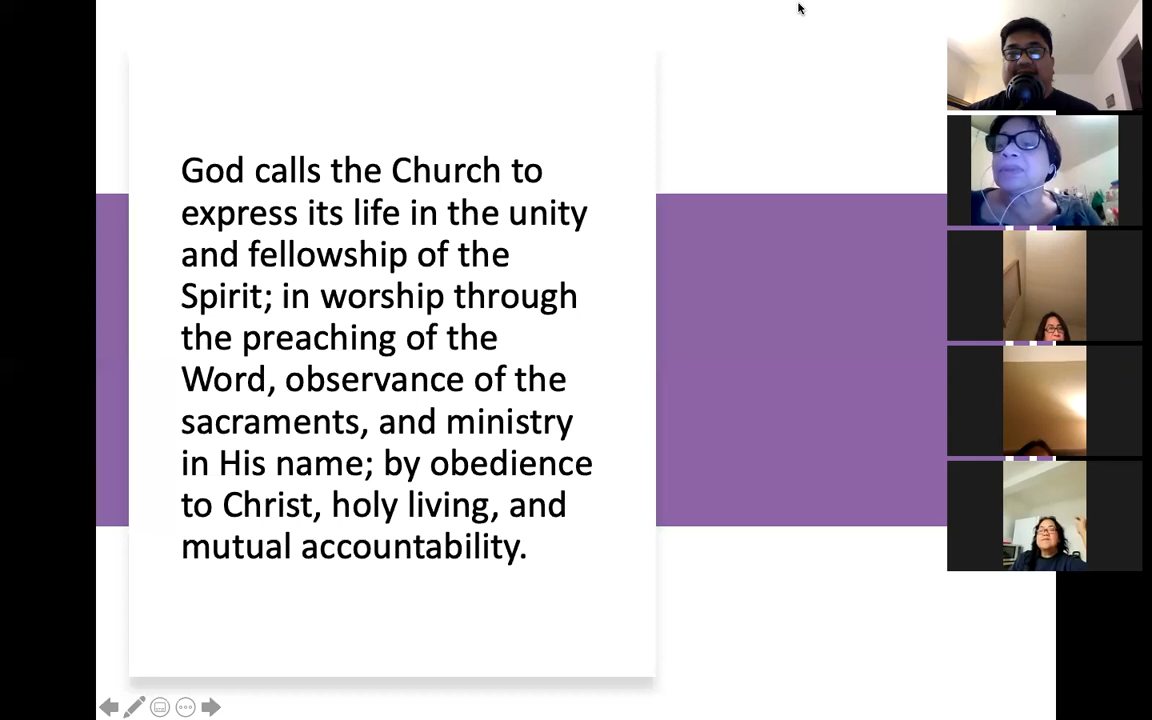 God calls the Church to
express its life in the unity
and fellowship of the
Spirit; in worship through
the preaching of the
Word, observance of the
sacraments, and ministry
in His name; by obedience
to Christ, holy living, and
mutual accountability.